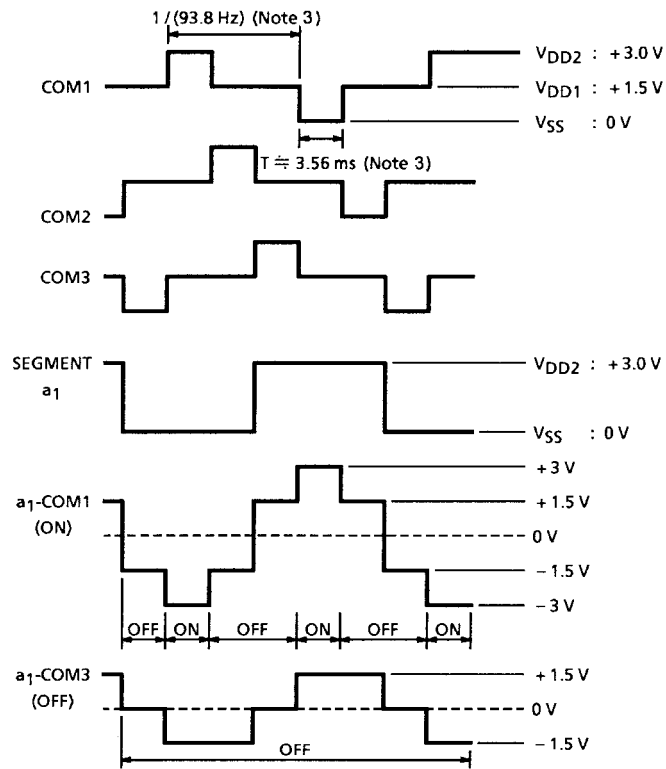 1/(93.8 Hz) (Note 3)
COM1
VDD2 : +3.0 V
VDD1 : +1.5 V
VSS : 0 V
T ≒ 3.56 ms (Note 3)
COM2
COM3
SEGMENT
a1
VDD2 : +3.0 V
VSS : 0 V
a1-COM1
(ON)
+3 V
+1.5 V
0 V
−1.5 V
−3 V
OFF ON OFF ON OFF ON
a1-COM3
(OFF)
+1.5 V
0 V
−1.5 V
OFF